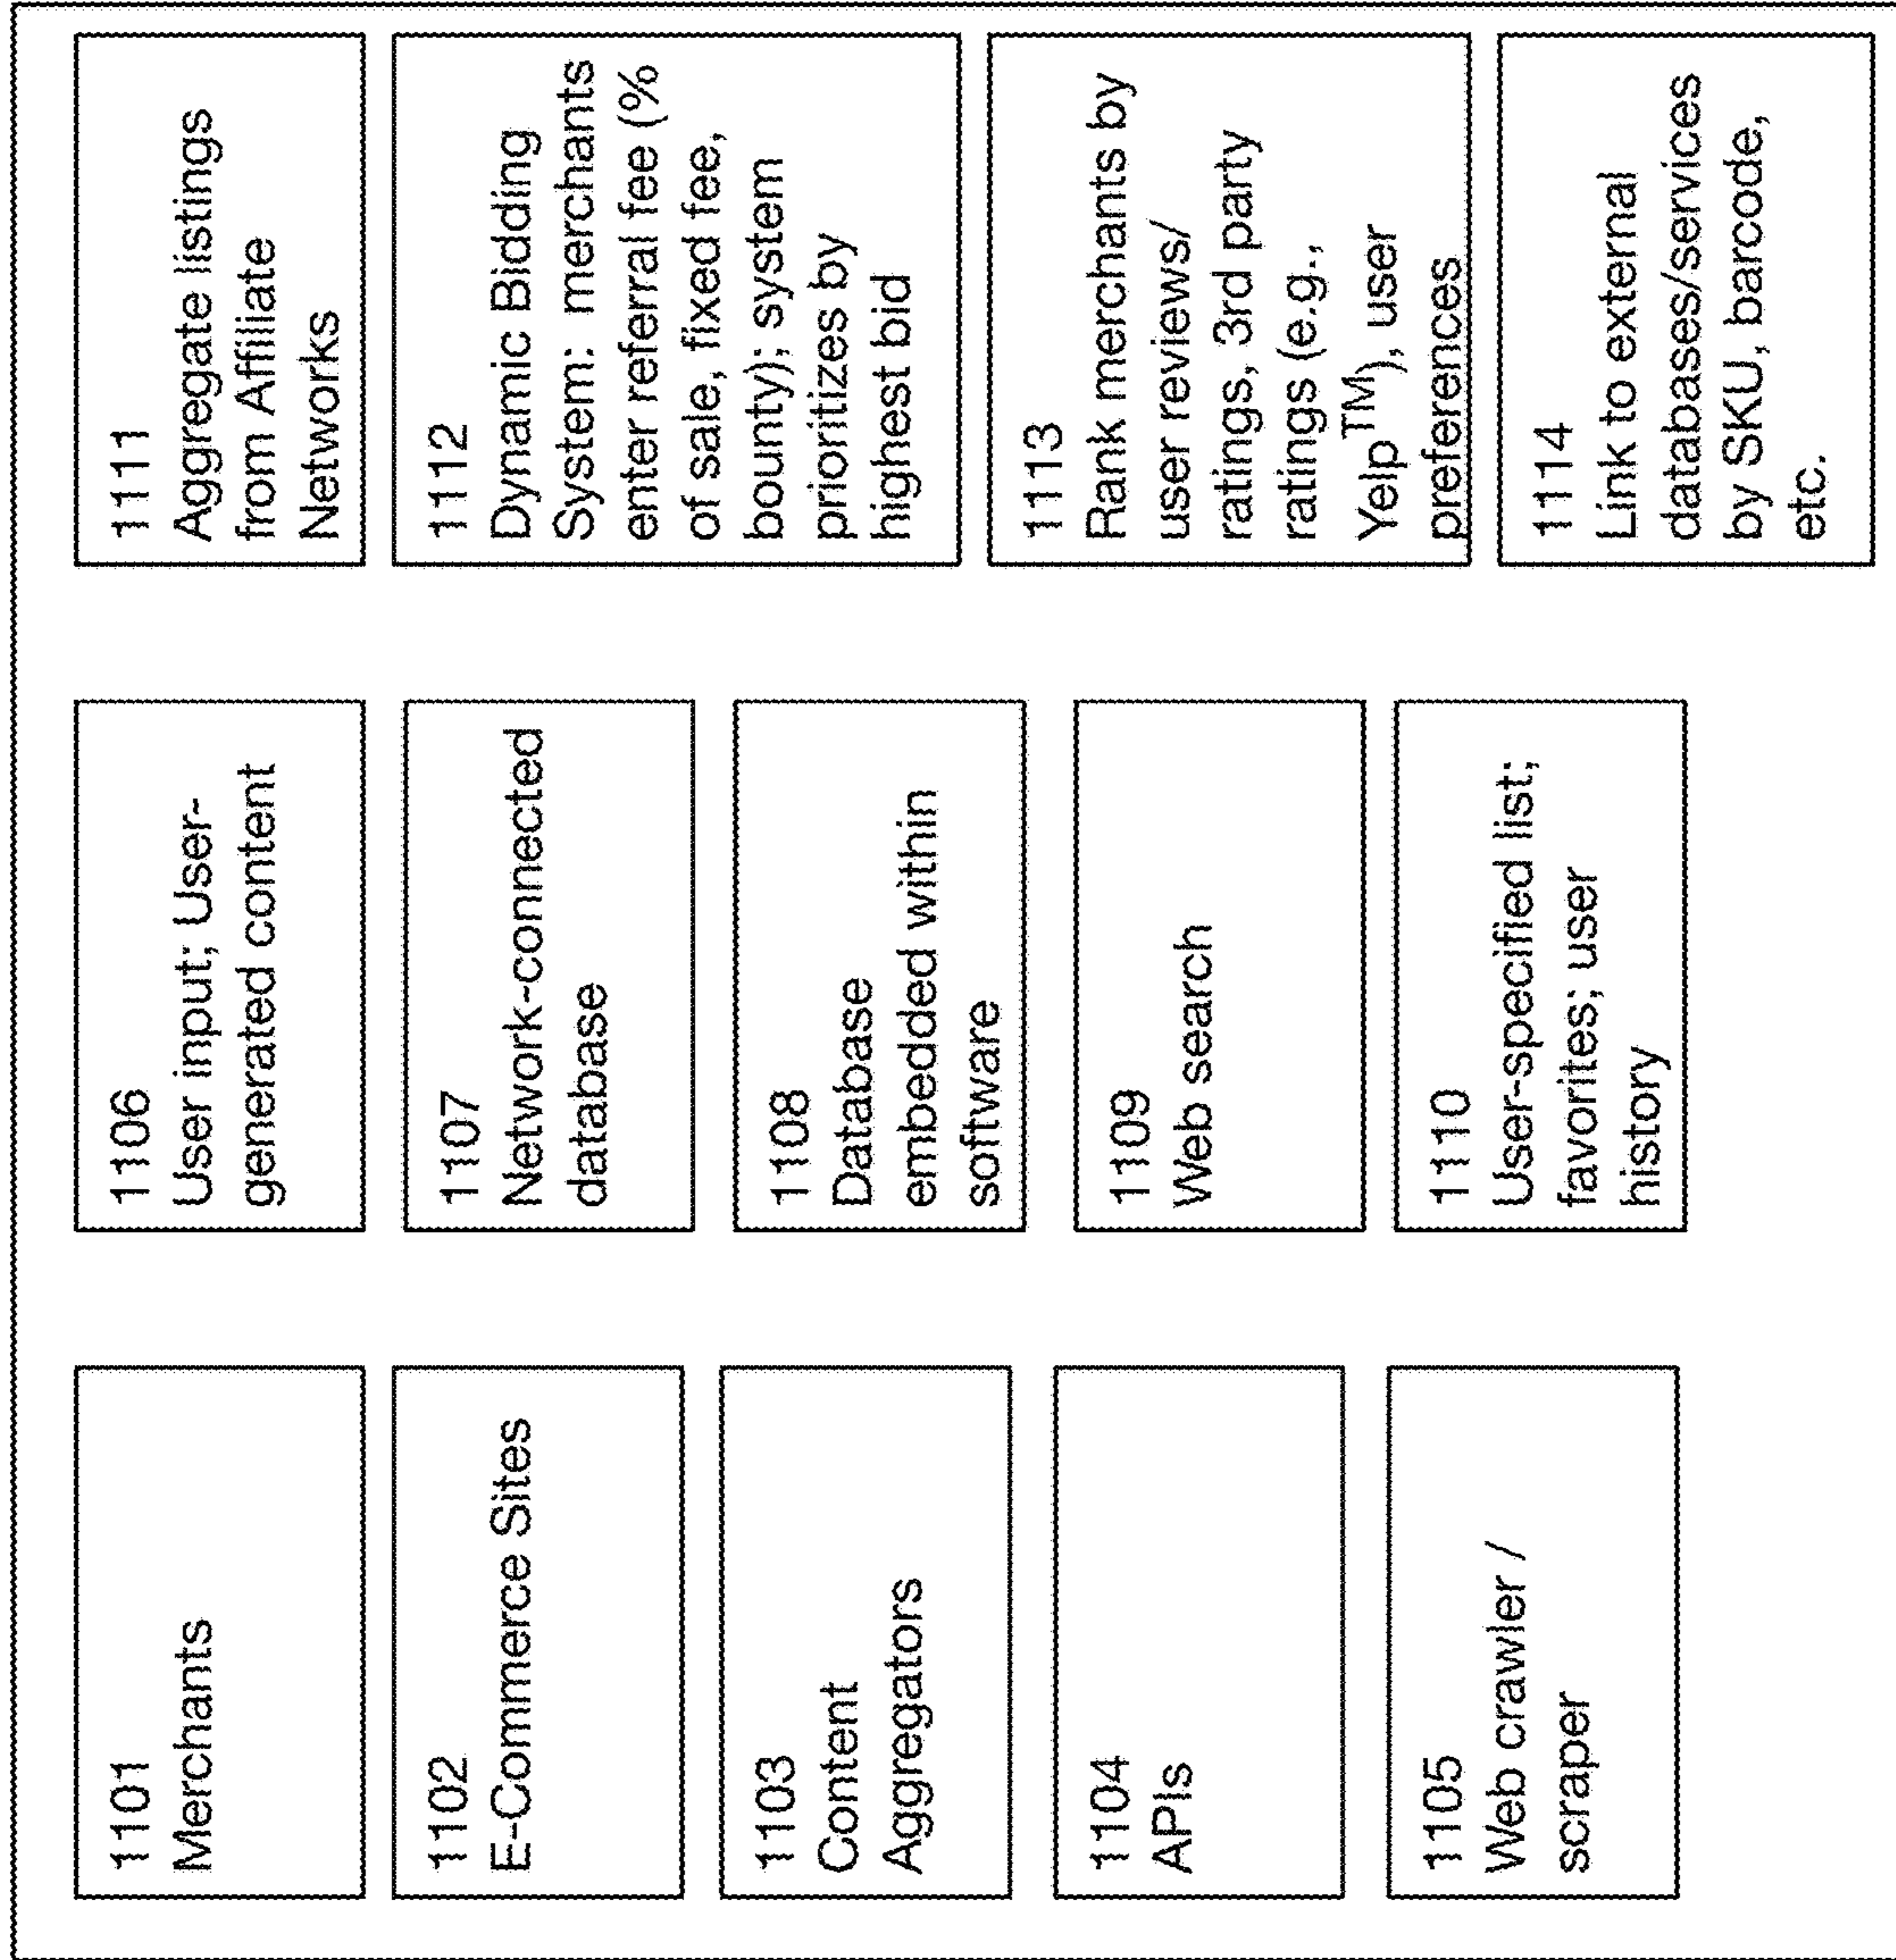 1101
Merchants
1102
E-Commerce Sites
1103
Content
Aggregators
1104
APIs
1105
Web crawler /
scraper
1106
User input; User-
generated content
1107
Network-connected
database
1108
Database
embedded within
software
1109
Web search
1110
User-specified list;
favorites; user
history
1111
Aggregate listings
from Affiliate
Networks
1112
Dynamic Bidding
System: merchants
enter referral fee (%
of sale, fixed fee,
bounty); system
prioritizes by
highest bid
1113
Rank merchants by
user reviews/
ratings, 3rd party
ratings (e.g.,
Yelp™), user
preferences
1114
Link to external
databases/services
by SKU, barcode,
etc.